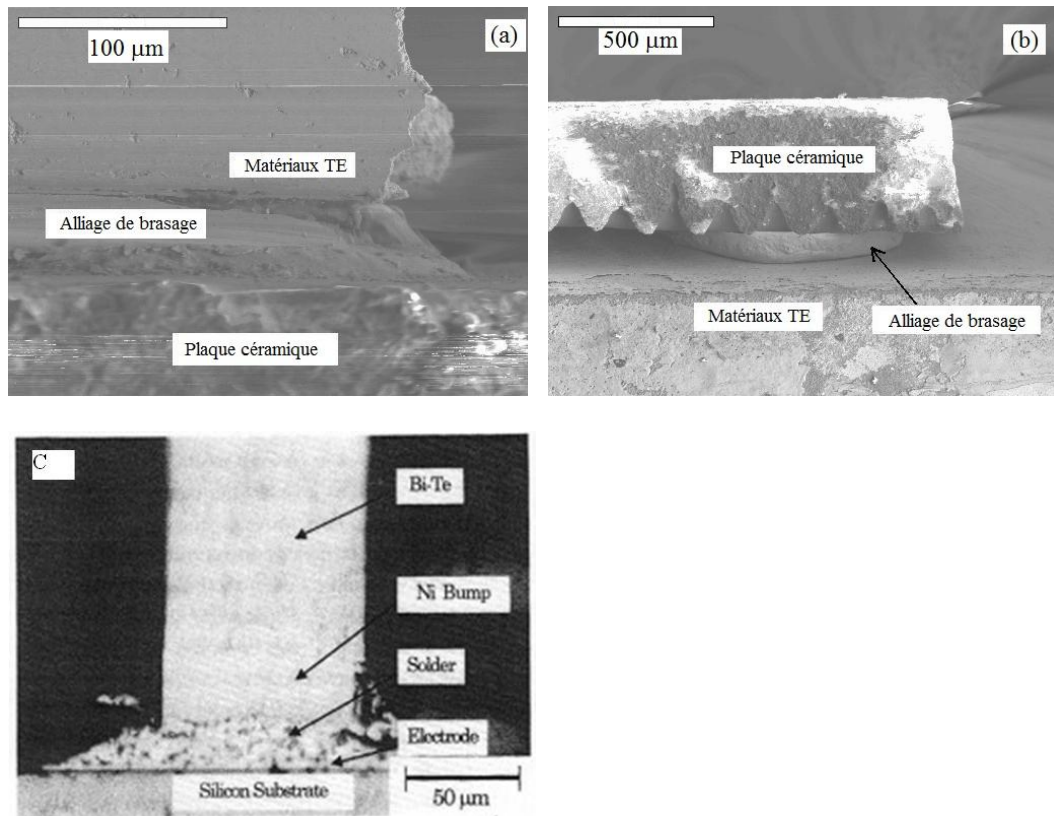 100 µm
(a)
Matériaux TE
Alliage de brasage
Plaque céramique
500 µm
(b)
Plaque céramique
Matériaux TE
Alliage de brasage
C
Bi-Te
Ni Bump
Solder
Electrode
Silicon Substrate
50 µm